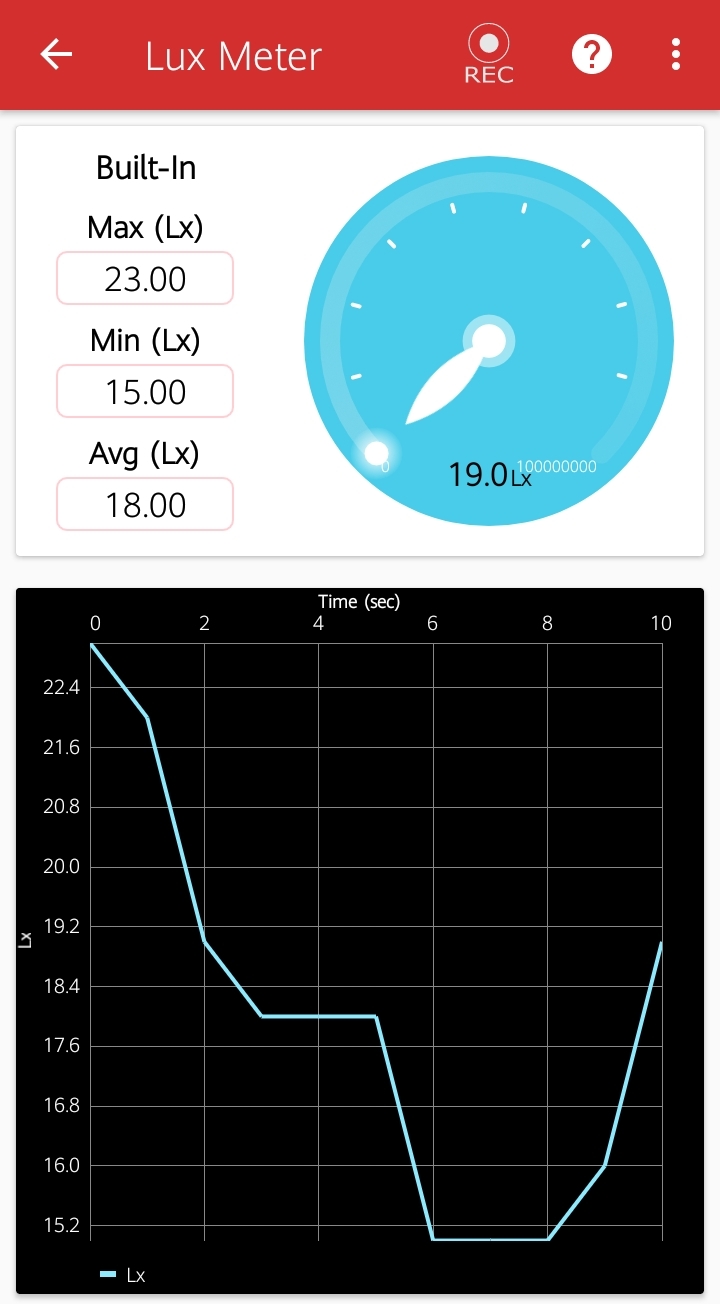 Lux Meter
REC
?
Built-In
Max (Lx)
23.00
Min (Lx)
15.00
Avg (Lx)
18.00
0
19.0 Lx
100000000
Time (sec)
0 2 4 6 8 10
22.4
21.6
20.8
20.0
19.2
18.4
17.6
16.8
16.0
15.2
Lx
Lx